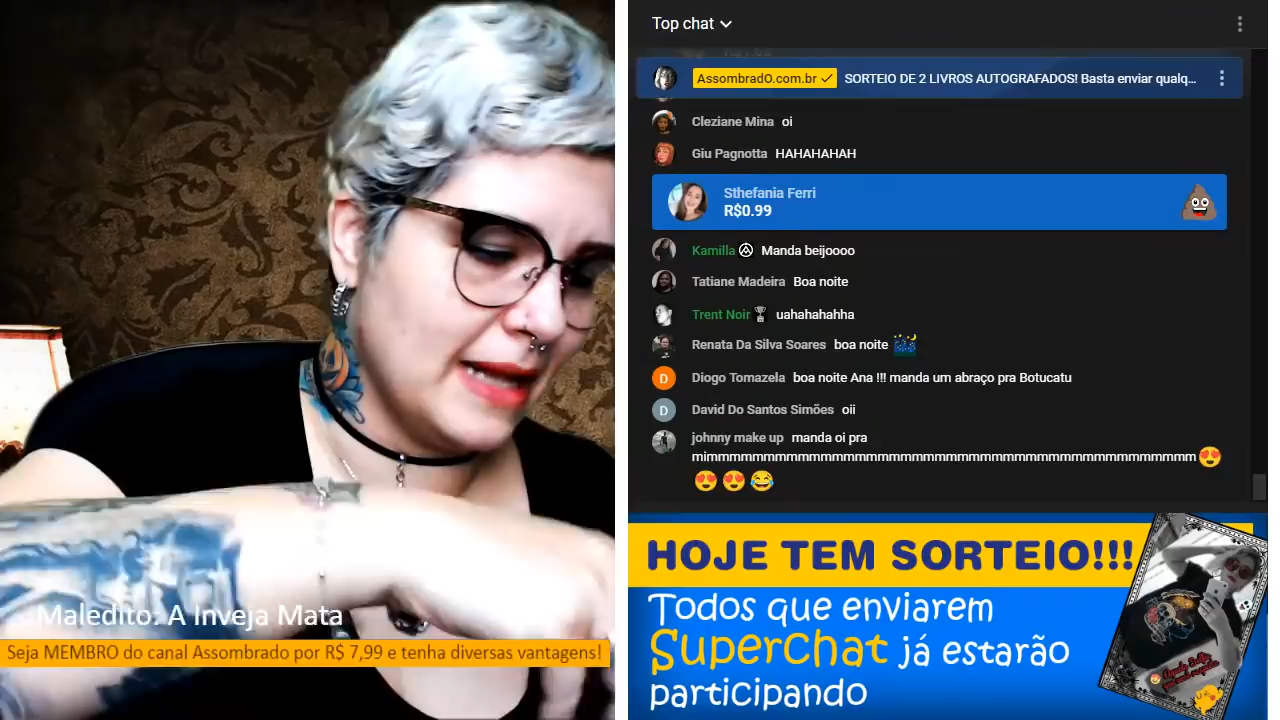 Top chat
AssombradO.com.br SORTEIO DE 2 LIVROS AUTOGRAFADOS! Basta enviar qualq...
Cleziane Mina oi
Giu Pagnotta HAHAHAHAH
Sthefania Ferri
R$0.99
Kamilla Manda beijoooo
Tatiane Madeira Boa noite
Trent Noir uahahahahha
Renata Da Silva Soares boa noite
D Diogo Tomazela boa noite Ana !!! manda um abraço pra Botucatu
D David Do Santos Simões oii
johnny make up manda oi pra
mimmmmmmmmmmmmmmmmmmmmmmmmmmmmmmmmmmmmmmmmmmmmmmmmm😍
😍😍😂
Maledito: A Inveja Mata
Seja MEMBRO do canal Assombrado por R$ 7,99 e tenha diversas vantagens!
HOJE TEM SORTEIO!!!
Todos que enviarem
Superchat já estarão
participando